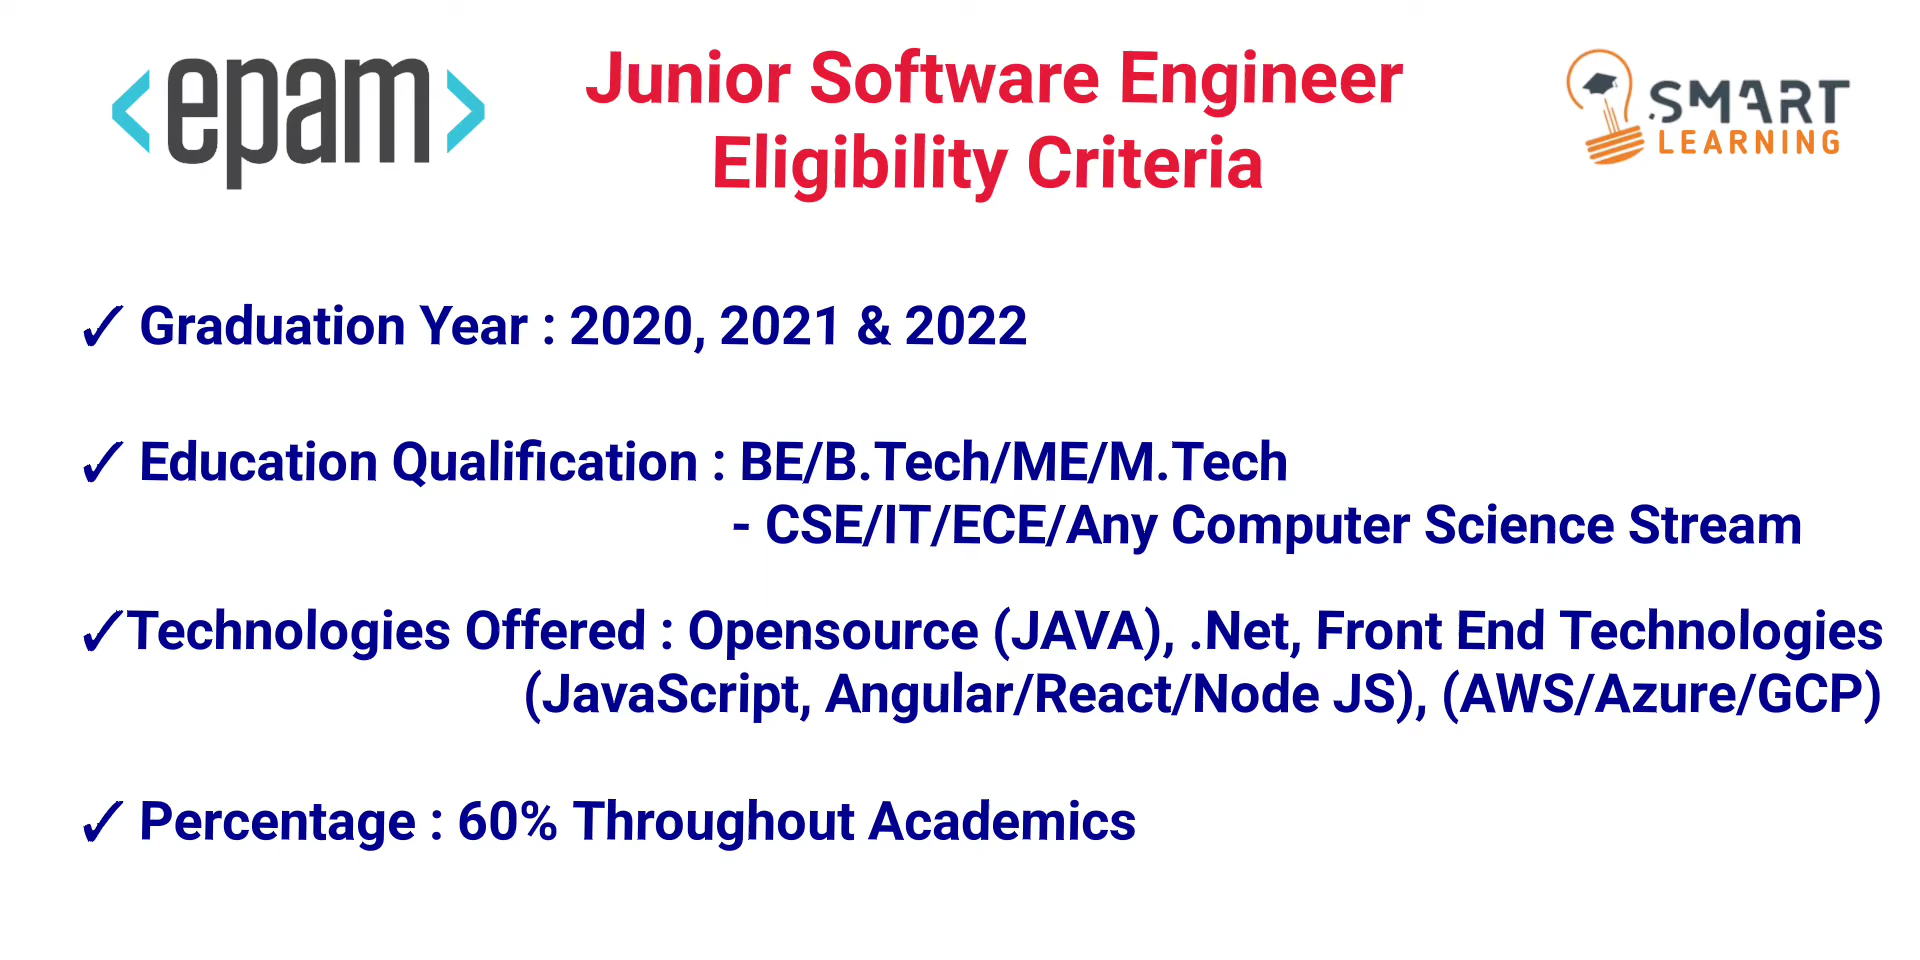 <epam>
Junior Software Engineer
Eligibility Criteria
SMART
LEARNING
✓ Graduation Year : 2020, 2021 & 2022
✓ Education Qualification : BE/B.Tech/ME/M.Tech
- CSE/IT/ECE/Any Computer Science Stream
✓Technologies Offered : Opensource (JAVA), .Net, Front End Technologies
(JavaScript, Angular/React/Node JS), (AWS/Azure/GCP)
✓ Percentage : 60% Throughout Academics